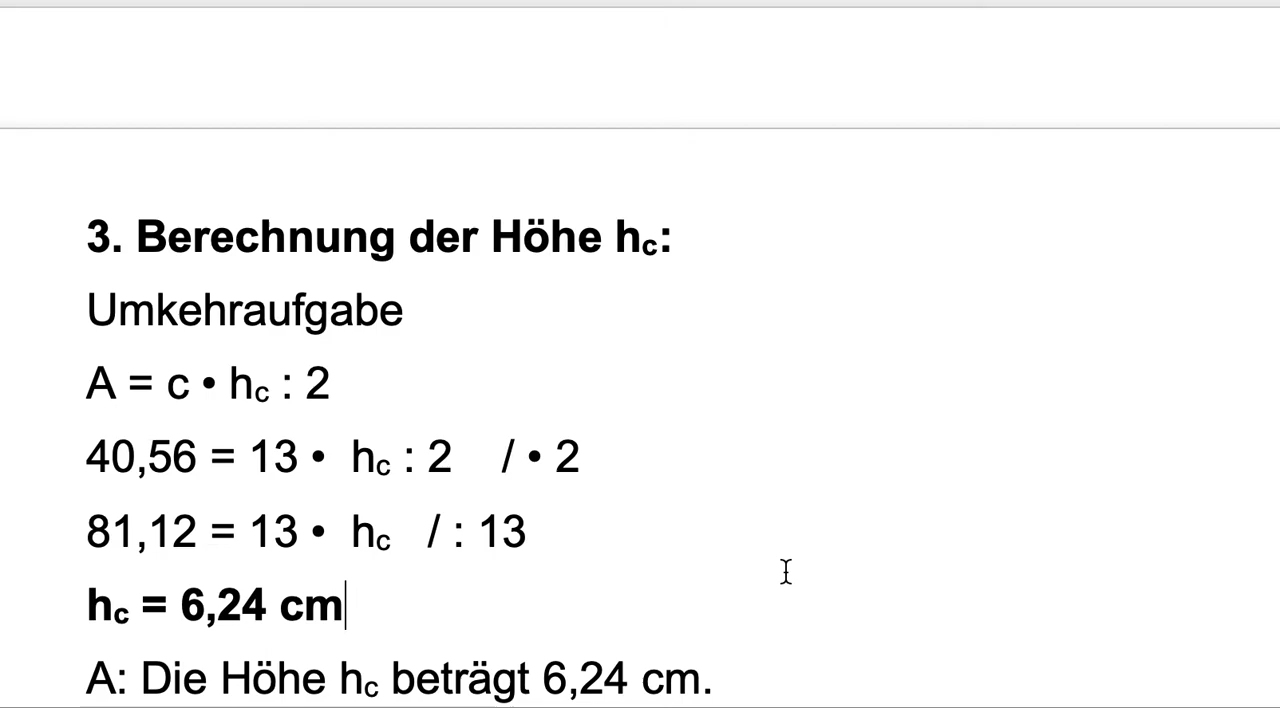 3. Berechnung der Höhe hc:
Umkehraufgabe
A = c • hc : 2
40,56 = 13 • hc : 2 / • 2
81,12 = 13 • hc / : 13
hc = 6,24 cm
A: Die Höhe hc beträgt 6,24 cm.